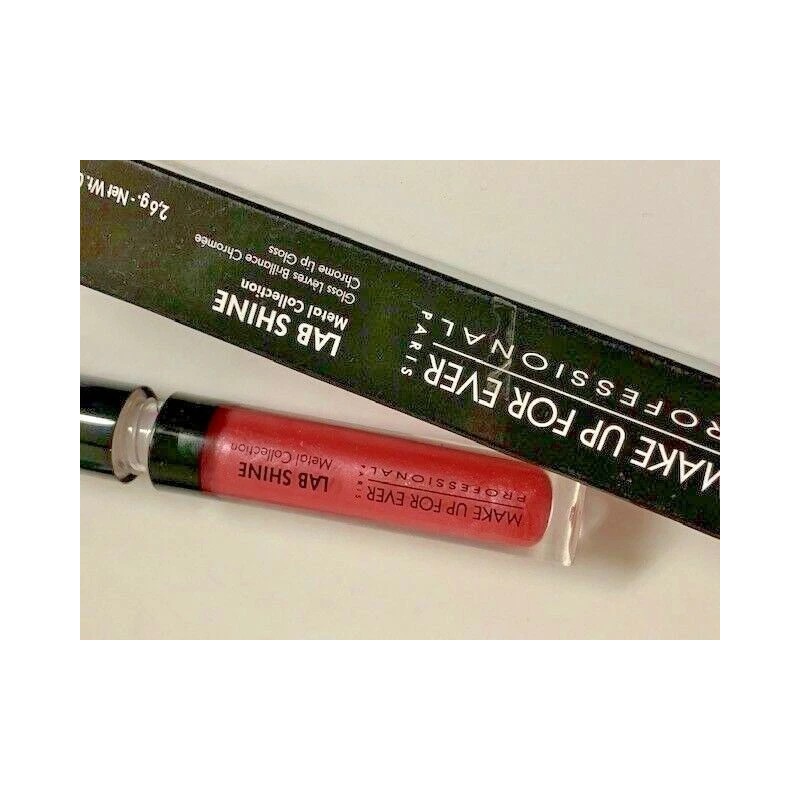 MAKE UP FOR EVER
PROFESSIONAL
PARIS
LAB SHINE
Metal Collection
Gloss Lèvres Brillance Chromée
Chrome Lip Gloss
2,6 g. - Net Wt.
MAKE UP FOR EVER
PROFESSIONAL
PARIS
LAB SHINE
Metal Collection